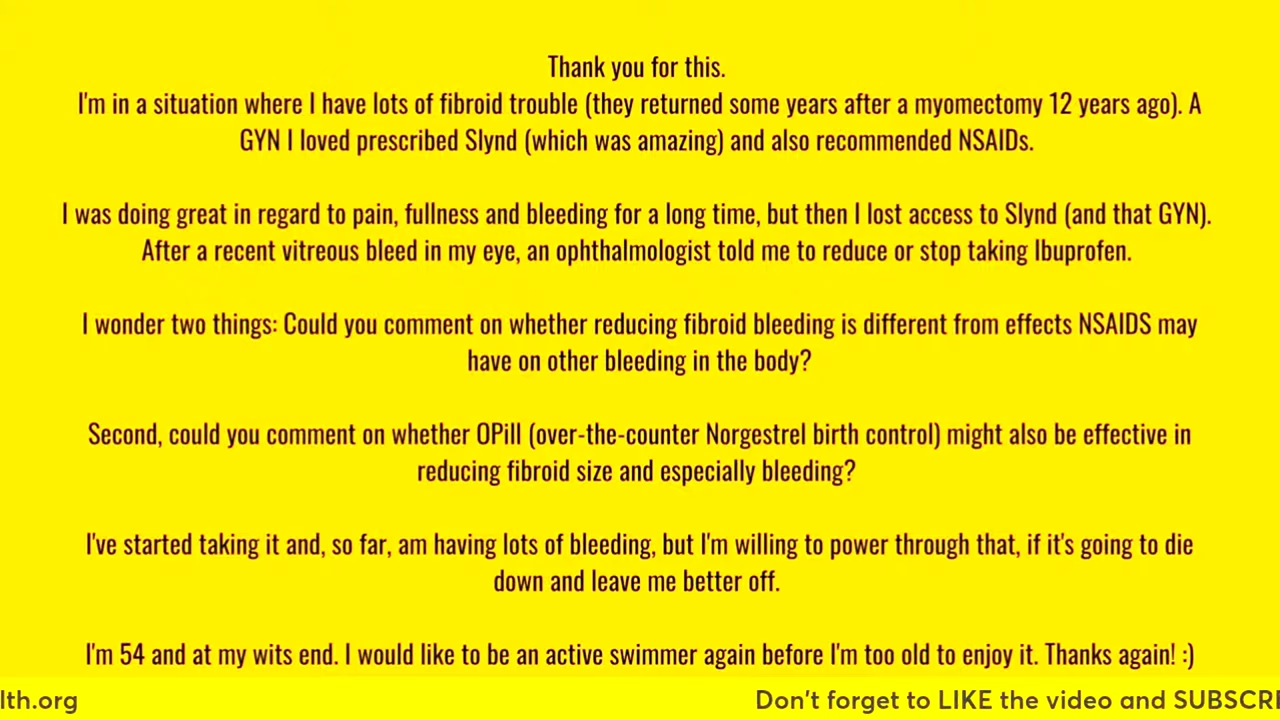 Thank you for this.
I'm in a situation where I have lots of fibroid trouble (they returned some years after a myomectomy 12 years ago). A
GYN I loved prescribed Slynd (which was amazing) and also recommended NSAIDs.
I was doing great in regard to pain, fullness and bleeding for a long time, but then I lost access to Slynd (and that GYN).
After a recent vitreous bleed in my eye, an ophthalmologist told me to reduce or stop taking Ibuprofen.
I wonder two things: Could you comment on whether reducing fibroid bleeding is different from effects NSAIDS may
have on other bleeding in the body?
Second, could you comment on whether OPill (over-the-counter Norgestrel birth control) might also be effective in
reducing fibroid size and especially bleeding?
I've started taking it and, so far, am having lots of bleeding, but I'm willing to power through that, if it's going to die
down and leave me better off.
I'm 54 and at my wits end. I would like to be an active swimmer again before I'm too old to enjoy it. Thanks again! :)
lth.org Don't forget to LIKE the video and SUBSCRI